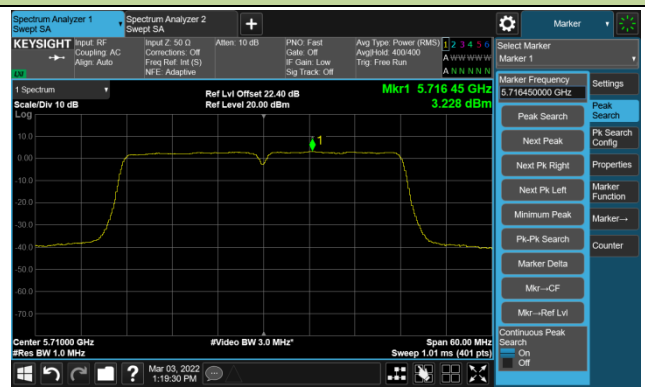 Spectrum Analyzer 1
Swept SA
Spectrum Analyzer 2
Swept SA
+
Marker
KEYSIGHT
Input: RF
Coupling: AC
Align: Auto
Input Z: 50 Ω
Corrections: Off
Freq Ref: Int (S)
NFE: Adaptive
Atten: 10 dB
PNO: Fast
Gate: Off
IF Gain: Low
Sig Track: Off
Avg Type: Power (RMS)
Avg|Hold: 400/400
Trig: Free Run
1 2 3 4 5 6
A W W W W W
A N N N N N
LXI
Select Marker
Marker 1
1 Spectrum
Scale/Div 10 dB
Log
Ref Lvl Offset 22.40 dB
Ref Level 20.00 dBm
Mkr1 5.716 45 GHz
3.228 dBm
1
10.0
0.00
-10.0
-20.0
-30.0
-40.0
-50.0
-60.0
-70.0
Center 5.71000 GHz
#Res BW 1.0 MHz
#Video BW 3.0 MHz*
Span 60.00 MHz
Sweep 1.01 ms (401 pts)
Marker Frequency
5.716450000 GHz
Peak Search
Next Peak
Next Pk Right
Next Pk Left
Minimum Peak
Pk-Pk Search
Marker Delta
Mkr→CF
Mkr→Ref Lvl
Continuous Peak
Search
On
Off
Settings
Peak
Search
Pk Search
Config
Properties
Marker
Function
Marker→
Counter
?
Mar 03, 2022
1:19:30 PM